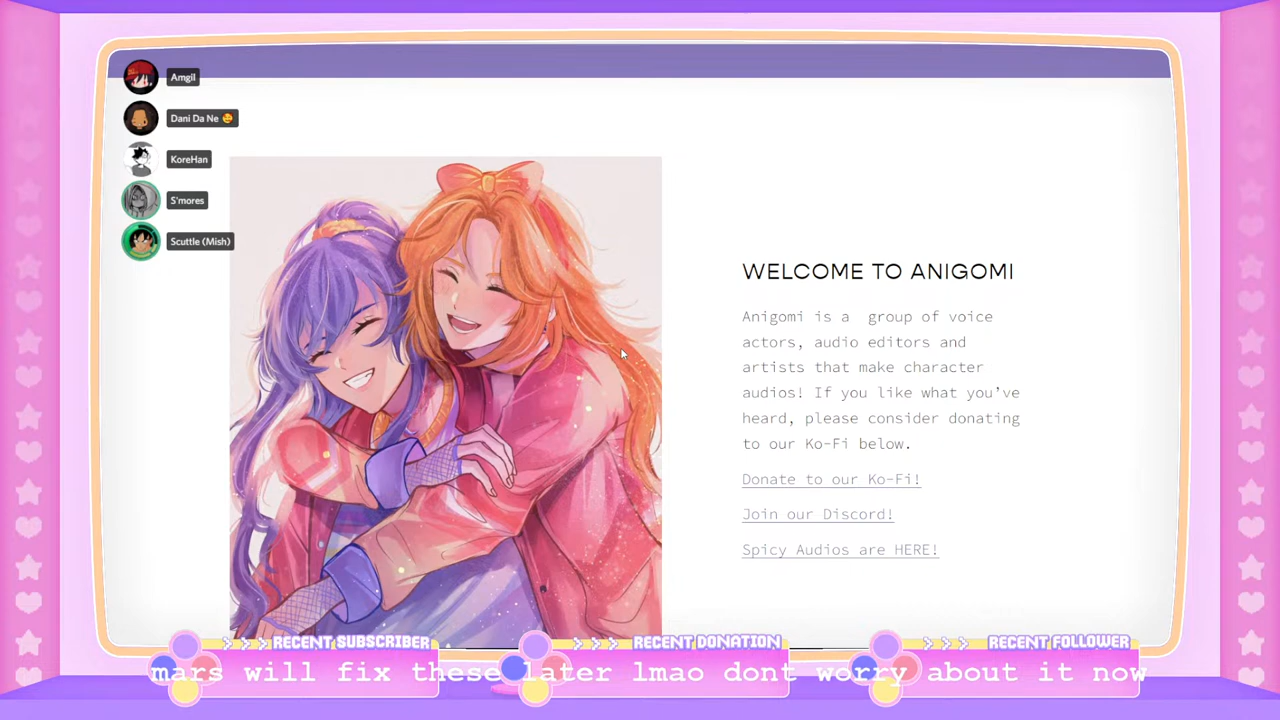 Amgil
Dani Da Ne 🥰
KoreHan
S'mores
Scuttle (Mish)
WELCOME TO ANIGOMI
Anigomi is a group of voice
actors, audio editors and
artists that make character
audios! If you like what you've
heard, please consider donating
to our Ko-Fi below.
Donate to our Ko-Fi!
Join our Discord!
Spicy Audios are HERE!
> > > RECENT SUBSCRIBER
> > > RECENT DONATION
> > > RECENT FOLLOWER
mars will fix these later lmao dont worry about it now